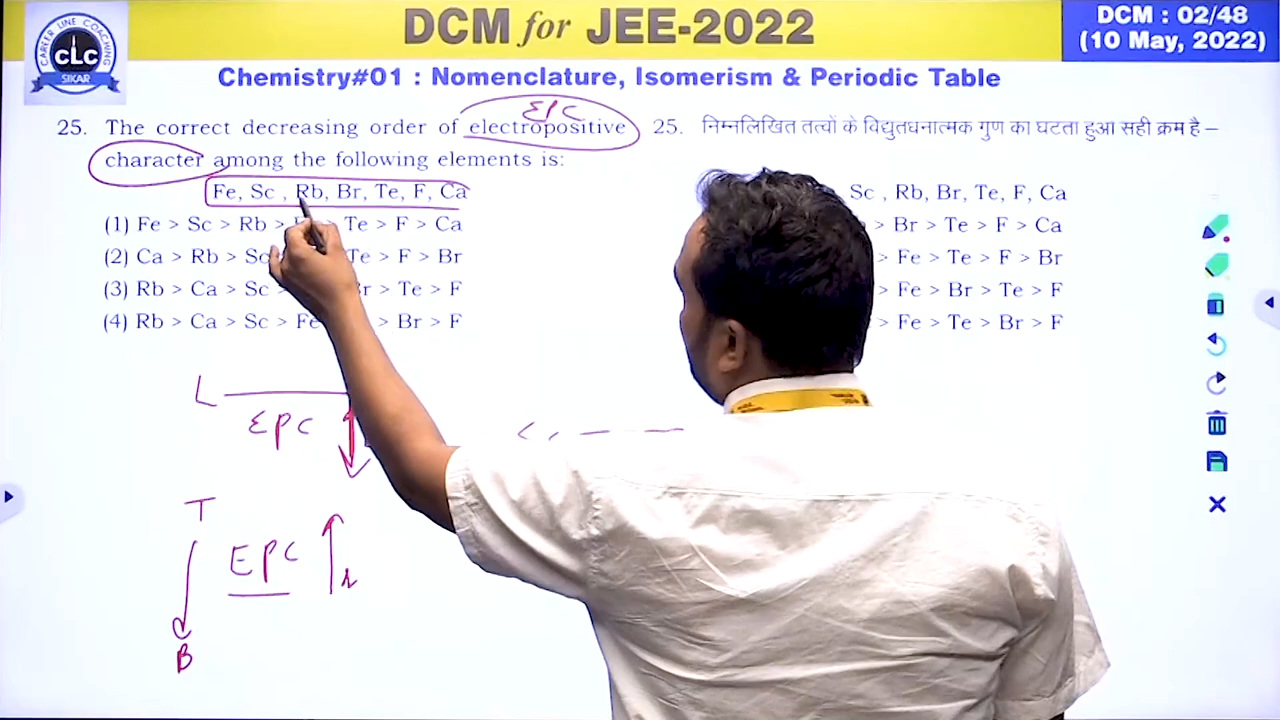 DCM for JEE-2022
DCM : 02/48
(10 May, 2022)
CAREER LINE COACHING
CLC
SIKAR
Chemistry#01 : Nomenclature, Isomerism & Periodic Table
EPC
25. The correct decreasing order of electropositive
character among the following elements is:
Fe, Sc , Rb, Br, Te, F, Ca
(1) Fe > Sc > Rb > Te > F > Ca
(2) Ca > Rb > Sc Te > F > Br
(3) Rb > Ca > Sc > Te > F
(4) Rb > Ca > Sc > Fe > Br > F
25. निम्नलिखित तत्वों के विद्युतधनात्मक गुण का घटता हुआ सही क्रम है –
Sc , Rb, Br, Te, F, Ca
> Br > Te > F > Ca
> Fe > Te > F > Br
> Fe > Br > Te > F
> Fe > Te > Br > F
L
EPC
T
EPC
B